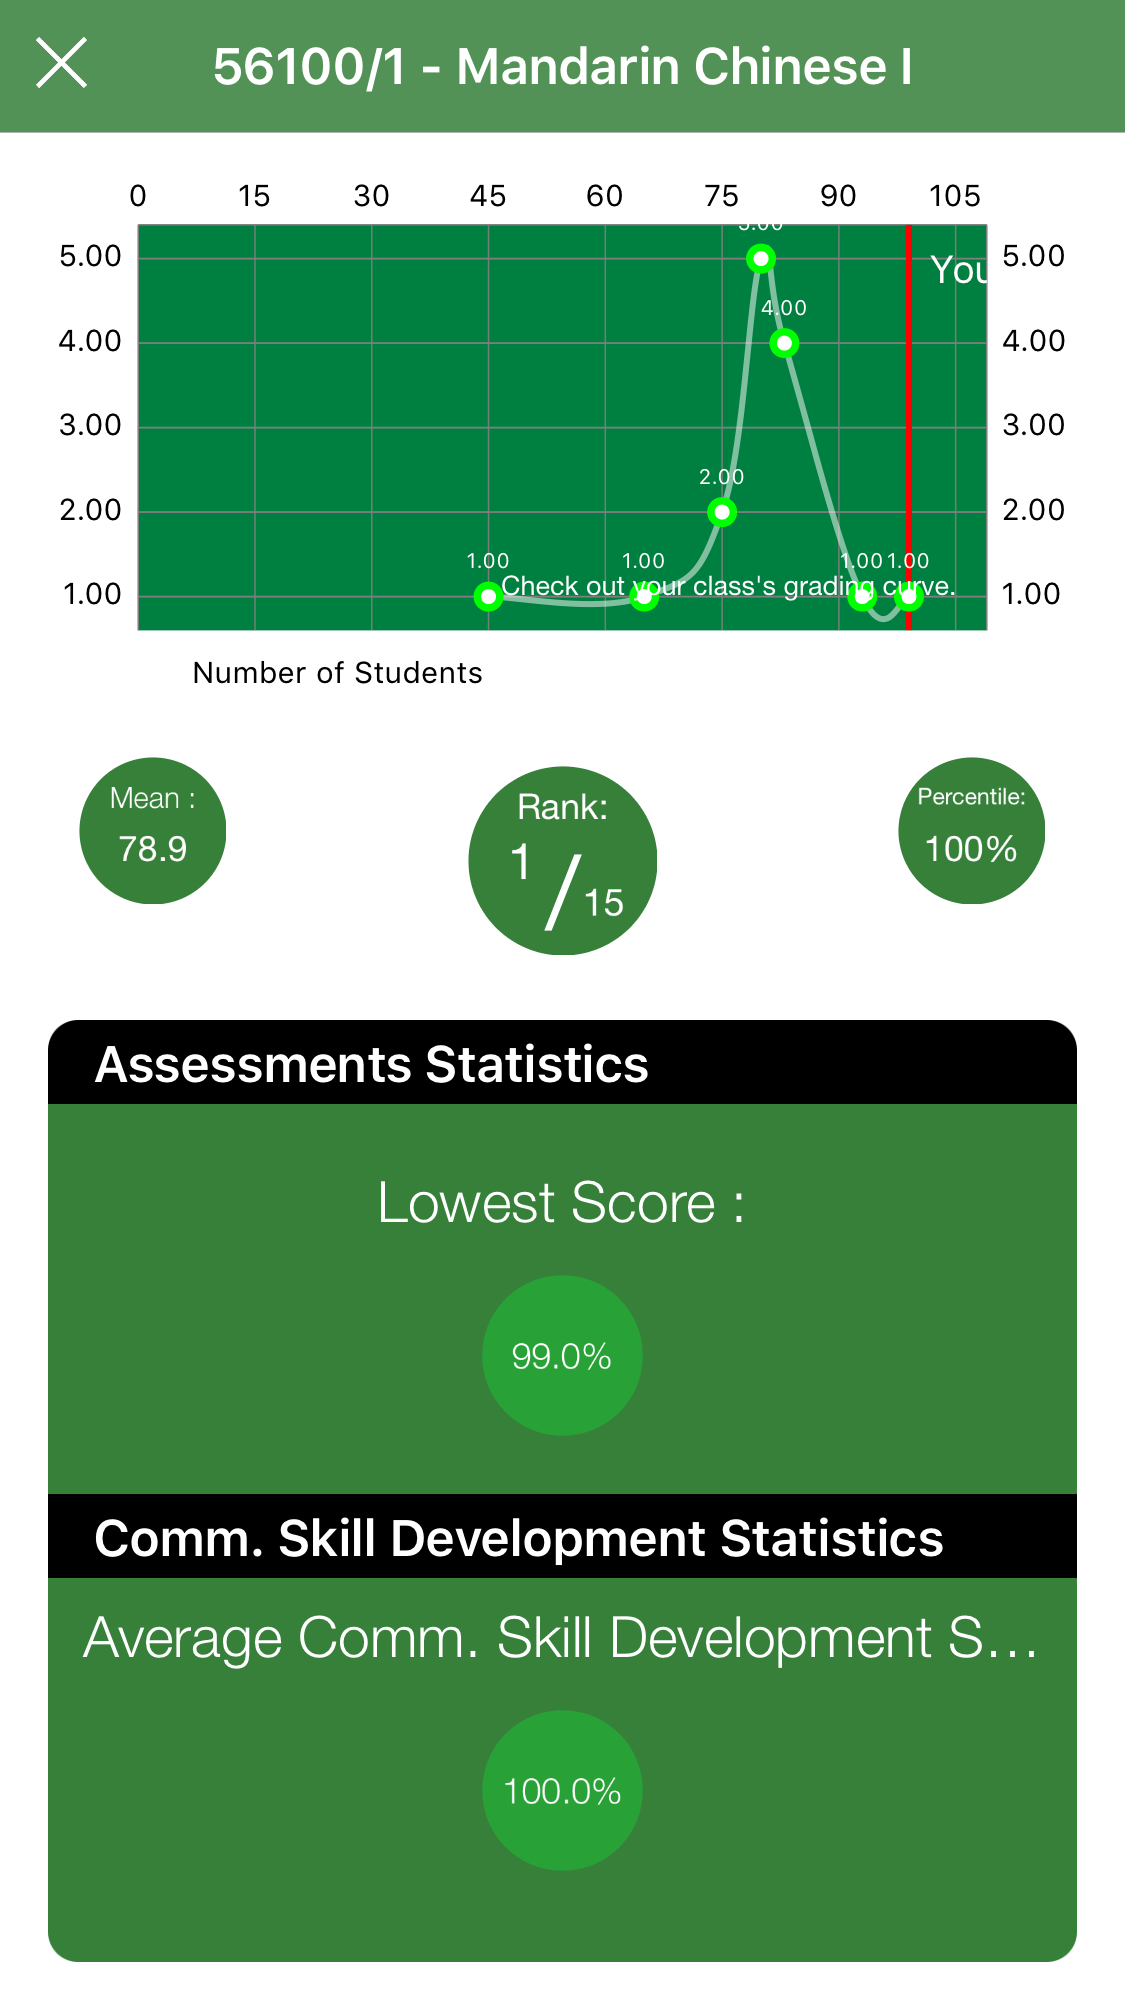 56100/1 - Mandarin Chinese I
0 15 30 45 60 75 90 105
5.00
You
5.00 5.00
4.00
4.00 4.00
3.00 3.00
2.00
2.00 2.00
1.00 1.00 1.00 1.00
1.00 Check out your class's grading curve. 1.00
Number of Students
Mean :
78.9
Rank:
1/15
Percentile:
100%
Assessments Statistics
Lowest Score :
99.0%
Comm. Skill Development Statistics
Average Comm. Skill Development S...
100.0%